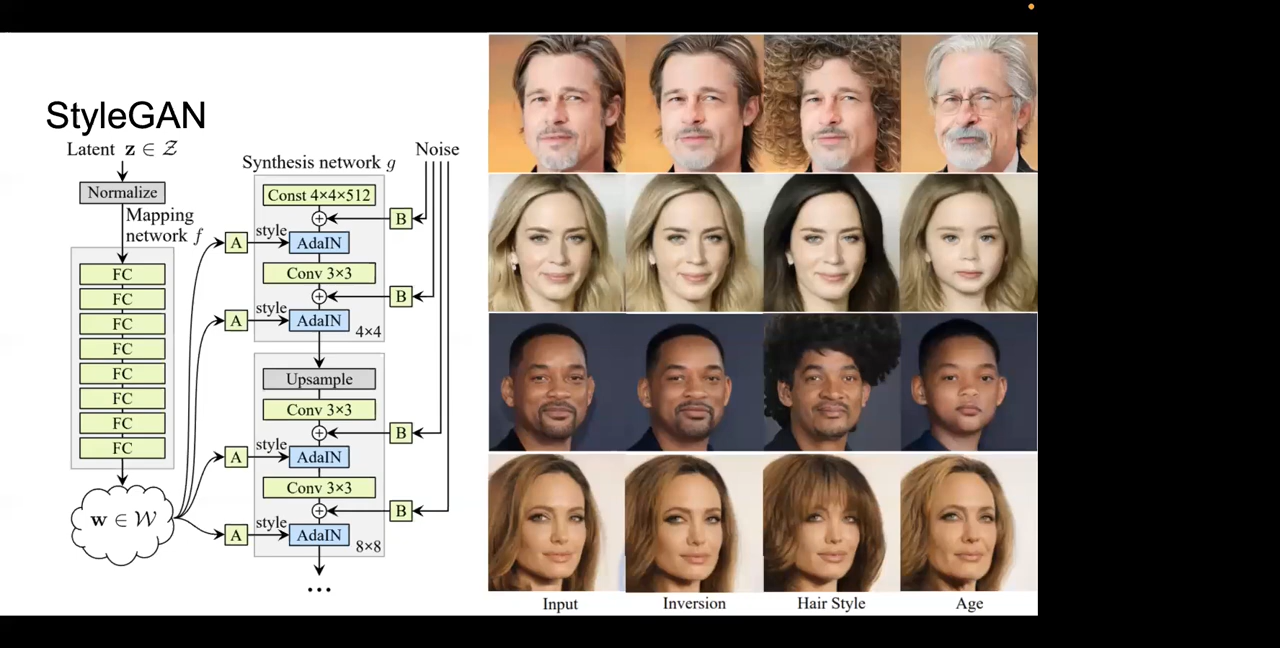 StyleGAN
Latent z ∈ Z
Normalize
Mapping
network f
FC
FC
FC
FC
FC
FC
FC
FC
w ∈ W
Synthesis network g
Noise
Const 4×4×512
B
style
A
AdaIN
Conv 3×3
B
style
A
AdaIN
4×4
Upsample
Conv 3×3
B
style
A
AdaIN
Conv 3×3
B
style
A
AdaIN
8×8
...
Input Inversion Hair Style Age